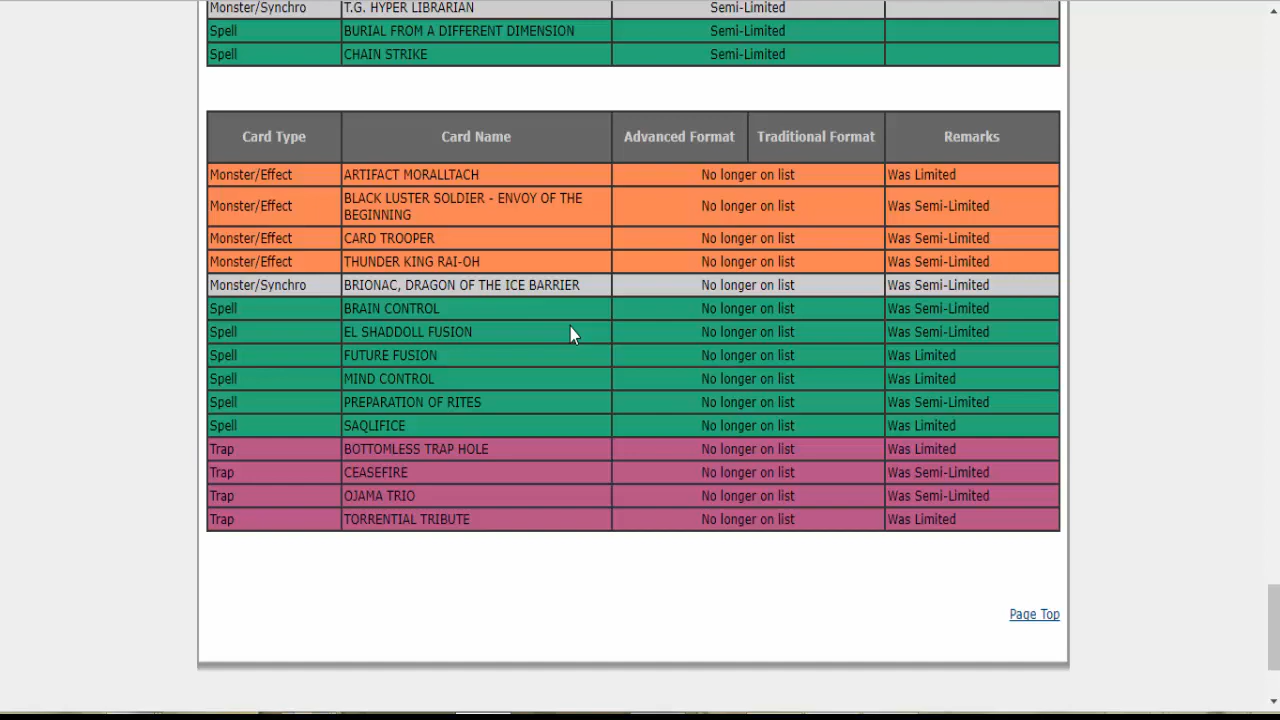 Monster/Synchro T.G. HYPER LIBRARIAN Semi-Limited
Spell BURIAL FROM A DIFFERENT DIMENSION Semi-Limited
Spell CHAIN STRIKE Semi-Limited
Card Type Card Name Advanced Format Traditional Format Remarks
Monster/Effect ARTIFACT MORALLTACH No longer on list Was Limited
Monster/Effect BLACK LUSTER SOLDIER - ENVOY OF THE
BEGINNING No longer on list Was Semi-Limited
Monster/Effect CARD TROOPER No longer on list Was Semi-Limited
Monster/Effect THUNDER KING RAI-OH No longer on list Was Semi-Limited
Monster/Synchro BRIONAC, DRAGON OF THE ICE BARRIER No longer on list Was Semi-Limited
Spell BRAIN CONTROL No longer on list Was Semi-Limited
Spell EL SHADDOLL FUSION No longer on list Was Semi-Limited
Spell FUTURE FUSION No longer on list Was Limited
Spell MIND CONTROL No longer on list Was Limited
Spell PREPARATION OF RITES No longer on list Was Semi-Limited
Spell SAQLIFICE No longer on list Was Limited
Trap BOTTOMLESS TRAP HOLE No longer on list Was Limited
Trap CEASEFIRE No longer on list Was Semi-Limited
Trap OJAMA TRIO No longer on list Was Semi-Limited
Trap TORRENTIAL TRIBUTE No longer on list Was Limited
Page Top